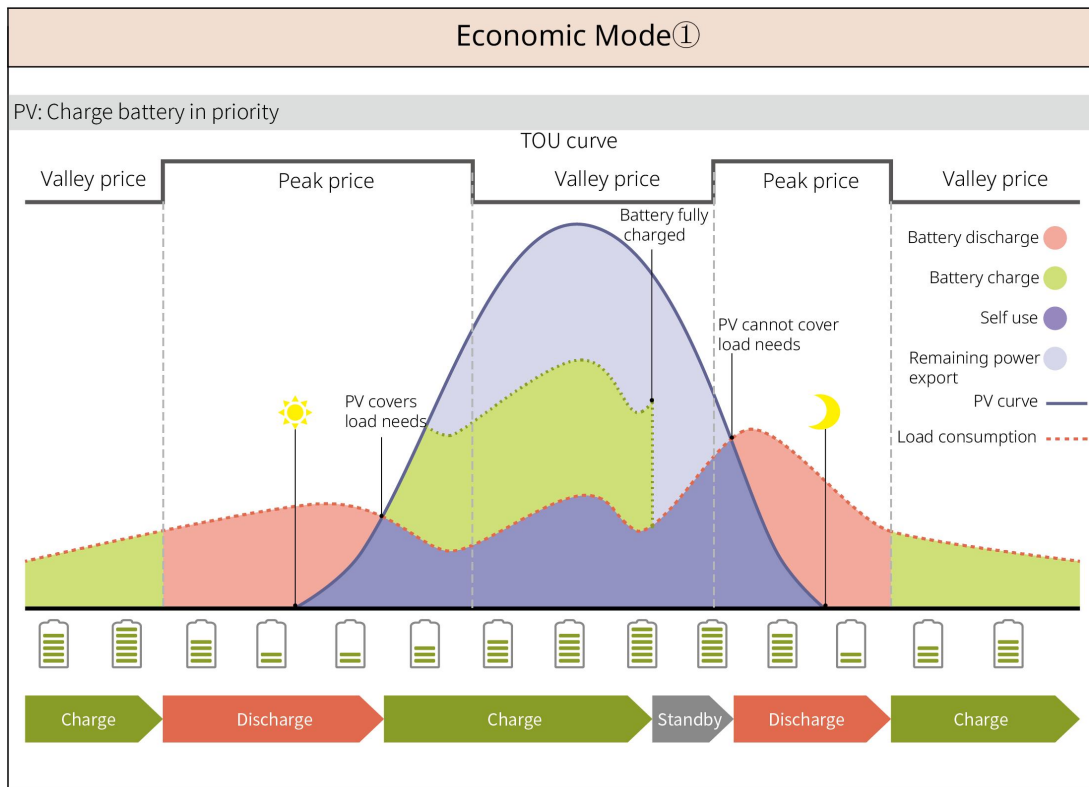 Economic Mode①
PV: Charge battery in priority
TOU curve
Valley price
Peak price
Valley price
Peak price
Valley price
Battery fully
charged
Battery discharge
Battery charge
Self use
Remaining power
export
PV curve
Load consumption
PV cannot cover
load needs
PV covers
load needs
Charge
Discharge
Charge
Standby
Discharge
Charge